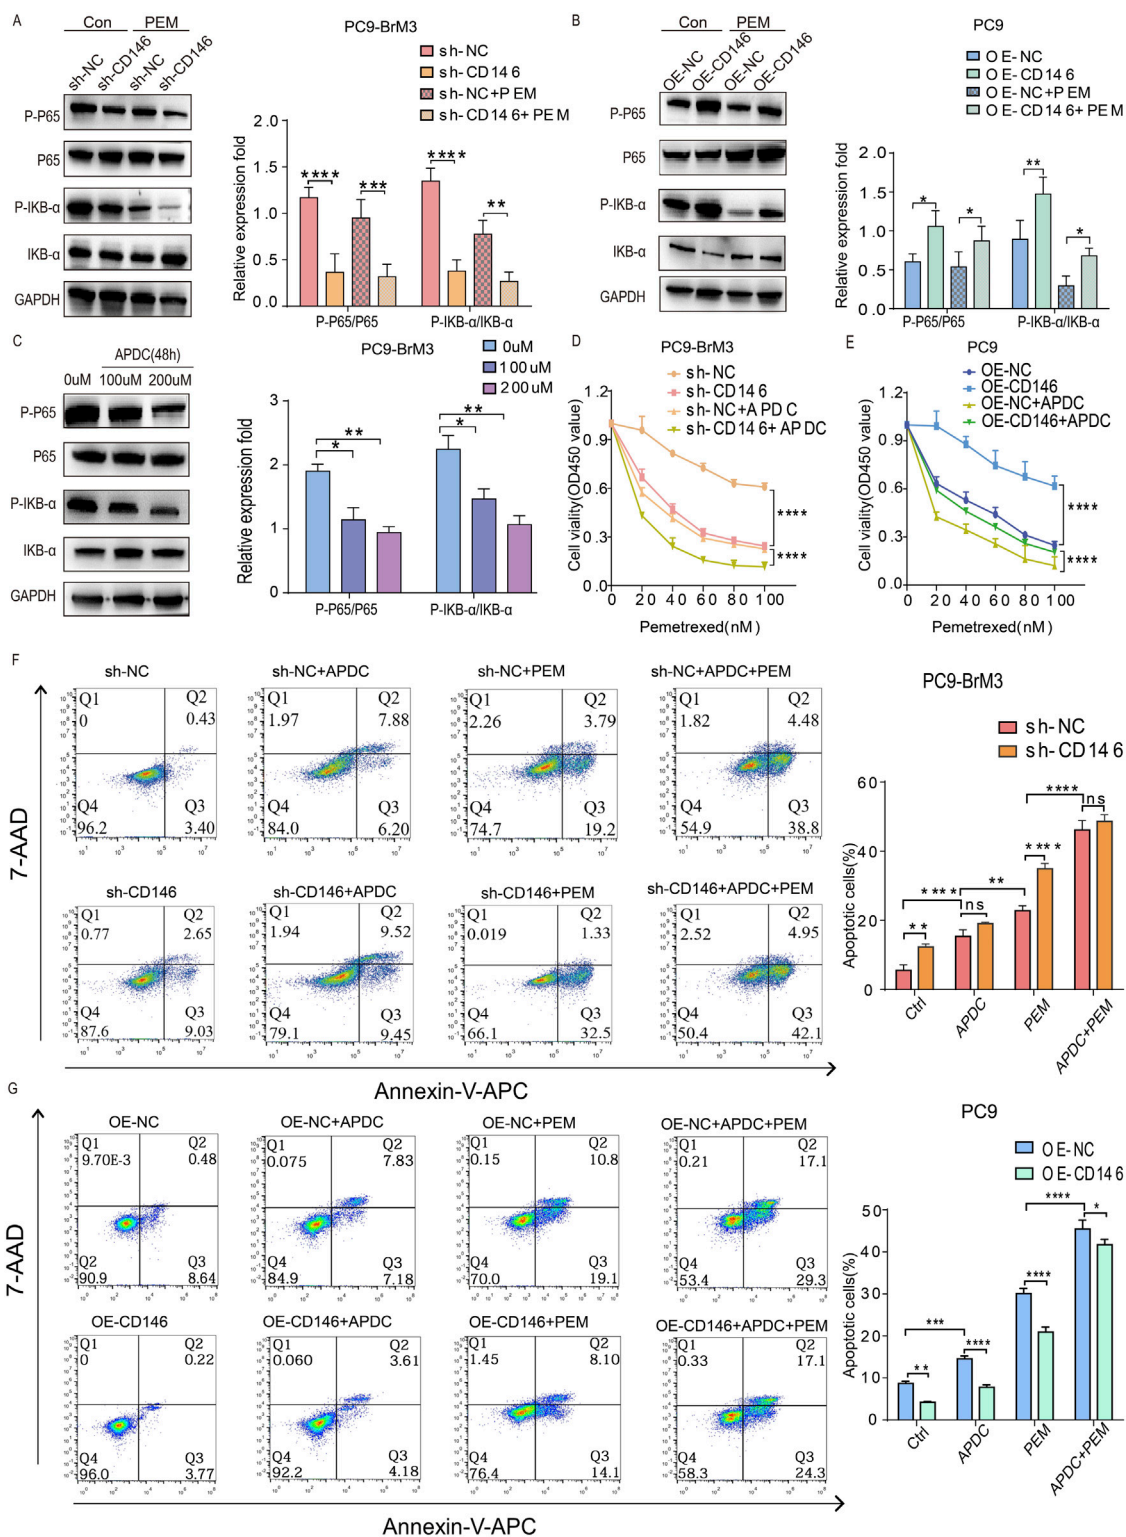 A
Con
PEM
sh-NC
sh-CD146
sh-NC
sh-CD146
P-P65
P65
P-IKB-α
IKB-α
GAPDH
PC9-BrM3
sh-NC
sh-CD146
sh-NC+PEM
sh-CD146+PEM
Relative expression fold
2.0
1.5
1.0
0.5
0.0
****
***
****
**
P-P65/P65
P-IKB-α/IKB-α
B
Con
PEM
OE-NC
OE-CD146
OE-NC
OE-CD146
P-P65
P65
P-IKB-α
IKB-α
GAPDH
PC9
OE-NC
OE-CD146
OE-NC+PEM
OE-CD146+PEM
Relative expression fold
2.0
1.5
1.0
0.5
0.0
*
*
**
*
P-P65/P65
P-IKB-α/IKB-α
C
APDC(48h)
0uM 100uM 200uM
P-P65
P65
P-IKB-α
IKB-α
GAPDH
PC9-BrM3
0uM
100uM
200uM
Relative expression fold
3
2
1
0
**
*
**
*
P-P65/P65
P-IKB-α/IKB-α
D
PC9-BrM3
sh-NC
sh-CD146
sh-NC+APDC
sh-CD146+APDC
Cell viality(OD450 value)
1.2
0.9
0.6
0.3
0.0
****
****
0 20 40 60 80 100
Pemetrexed(nM)
E
PC9
OE-NC
OE-CD146
OE-NC+APDC
OE-CD146+APDC
Cell viality(OD450 value)
1.2
0.9
0.6
0.3
0.0
****
****
0 20 40 60 80 100
Pemetrexed(nM)
F
7-AAD
sh-NC
Q1
0
Q2
0.43
Q4
96.2
Q3
3.40
sh-NC+APDC
Q1
1.97
Q2
7.88
Q4
84.0
Q3
6.20
sh-NC+PEM
Q1
2.26
Q2
3.79
Q4
74.7
Q3
19.2
sh-NC+APDC+PEM
Q1
1.82
Q2
4.48
Q4
54.9
Q3
38.8
sh-CD146
Q1
0.77
Q2
2.65
Q4
87.6
Q3
9.03
sh-CD146+APDC
Q1
1.94
Q2
9.52
Q4
79.1
Q3
9.45
sh-CD146+PEM
Q1
0.019
Q2
1.33
Q4
66.1
Q3
32.5
sh-CD146+APDC+PEM
Q1
2.52
Q2
4.95
Q4
50.4
Q3
42.1
Annexin-V-APC
PC9-BrM3
sh-NC
sh-CD146
Apoptotic cells(%)
60
40
20
0
**
****
ns
**
****
****
ns
Ctrl
APDC
PEM
APDC+PEM
G
7-AAD
OE-NC
Q1
9.70E-3
Q2
0.48
Q2
90.9
Q3
8.64
OE-NC+APDC
Q1
0.075
Q2
7.83
Q4
84.9
Q3
7.18
OE-NC+PEM
Q1
0.15
Q2
10.8
Q4
70.0
Q3
19.1
OE-NC+APDC+PEM
Q1
0.21
Q2
17.1
Q4
53.4
Q3
29.3
OE-CD146
Q1
0
Q2
0.22
Q4
96.0
Q3
3.77
OE-CD146+APDC
Q1
0.060
Q2
3.61
Q4
92.2
Q3
4.18
OE-CD146+PEM
Q1
1.45
Q2
8.10
Q4
76.4
Q3
14.1
OE-CD146+APDC+PEM
Q1
0.33
Q2
17.1
Q4
58.3
Q3
24.3
Annexin-V-APC
PC9
OE-NC
OE-CD146
Apoptotic cells(%)
50
40
30
20
10
0
**
***
****
****
****
*
Ctrl
APDC
PEM
APDC+PEM